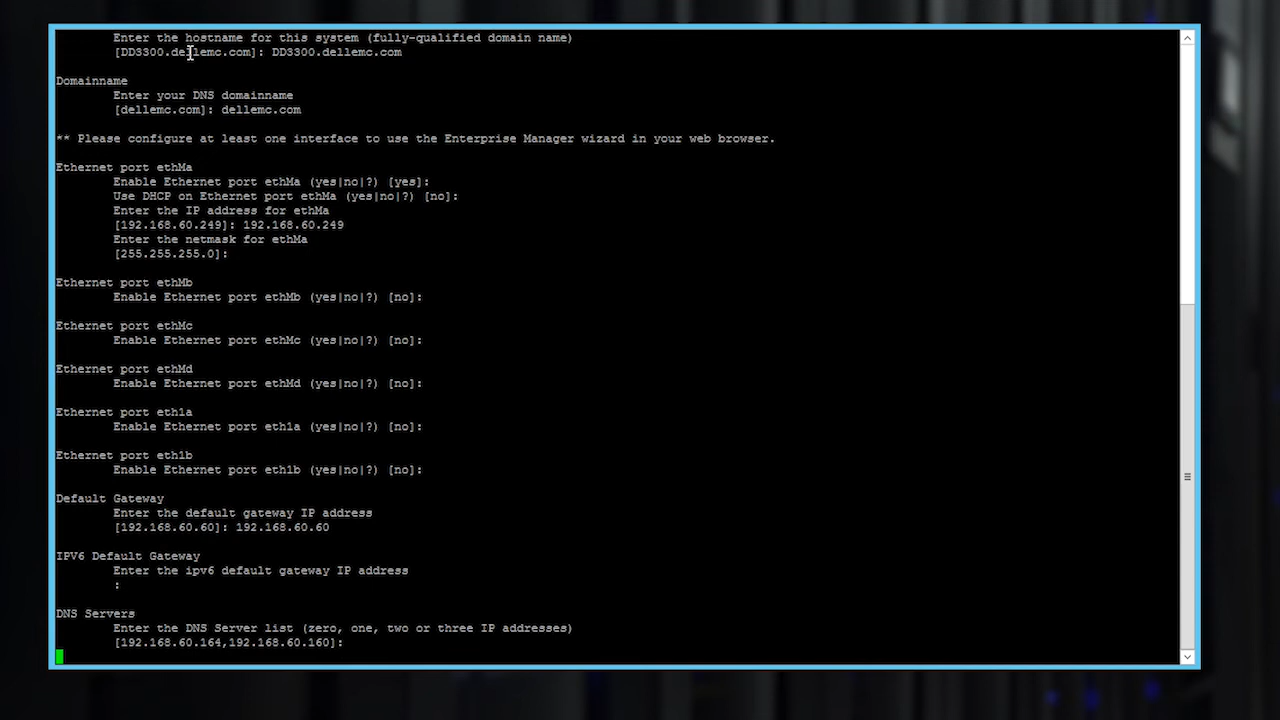 Enter the hostname for this system (fully-qualified domain name)
[DD3300.dellemc.com]: DD3300.dellemc.com
Domainname
Enter your DNS domainname
[dellemc.com]: dellemc.com
** Please configure at least one interface to use the Enterprise Manager wizard in your web browser.
Ethernet port ethMa
Enable Ethernet port ethMa (yes|no|?) [yes]:
Use DHCP on Ethernet port ethMa (yes|no|?) [no]:
Enter the IP address for ethMa
[192.168.60.249]: 192.168.60.249
Enter the netmask for ethMa
[255.255.255.0]:
Ethernet port ethMb
Enable Ethernet port ethMb (yes|no|?) [no]:
Ethernet port ethMc
Enable Ethernet port ethMc (yes|no|?) [no]:
Ethernet port ethMd
Enable Ethernet port ethMd (yes|no|?) [no]:
Ethernet port eth1a
Enable Ethernet port eth1a (yes|no|?) [no]:
Ethernet port eth1b
Enable Ethernet port eth1b (yes|no|?) [no]:
Default Gateway
Enter the default gateway IP address
[192.168.60.60]: 192.168.60.60
IPV6 Default Gateway
Enter the ipv6 default gateway IP address
:
DNS Servers
Enter the DNS Server list (zero, one, two or three IP addresses)
[192.168.60.164,192.168.60.160]: